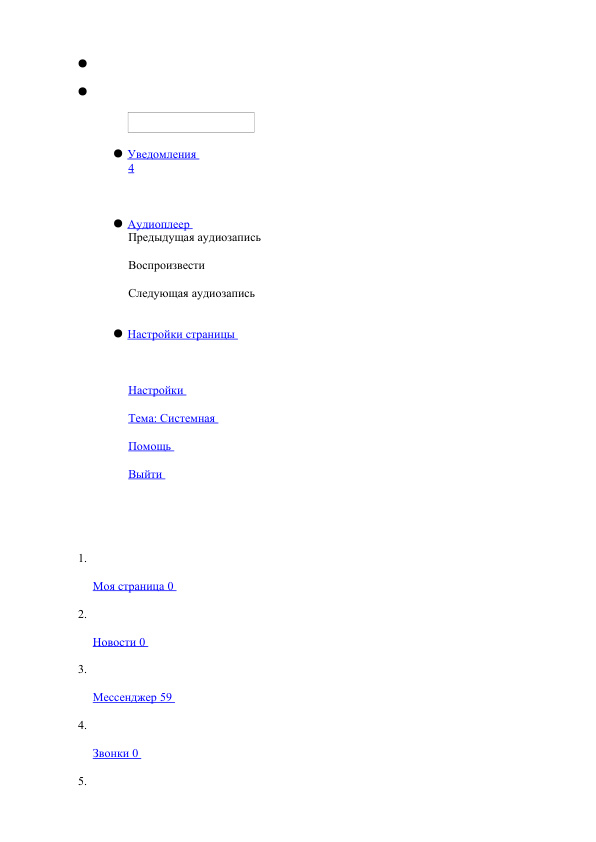 Уведомления
4
Аудиоплеер
Предыдущая аудиозапись
Воспроизвести
Следующая аудиозапись
Настройки страницы
Настройки
Тема: Системная
Помощь
Выйти
1.
Моя страница 0
2.
Новости 0
3.
Мессенджер 59
4.
Звонки 0
5.